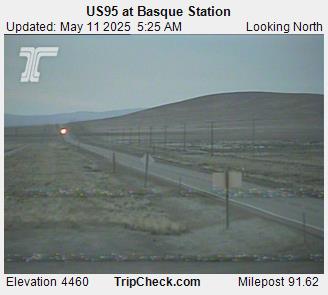 US95 at Basque Station
Updated: May 11 2025 5:25 AM Looking North
Elevation 4460 TripCheck.com Milepost 91.62